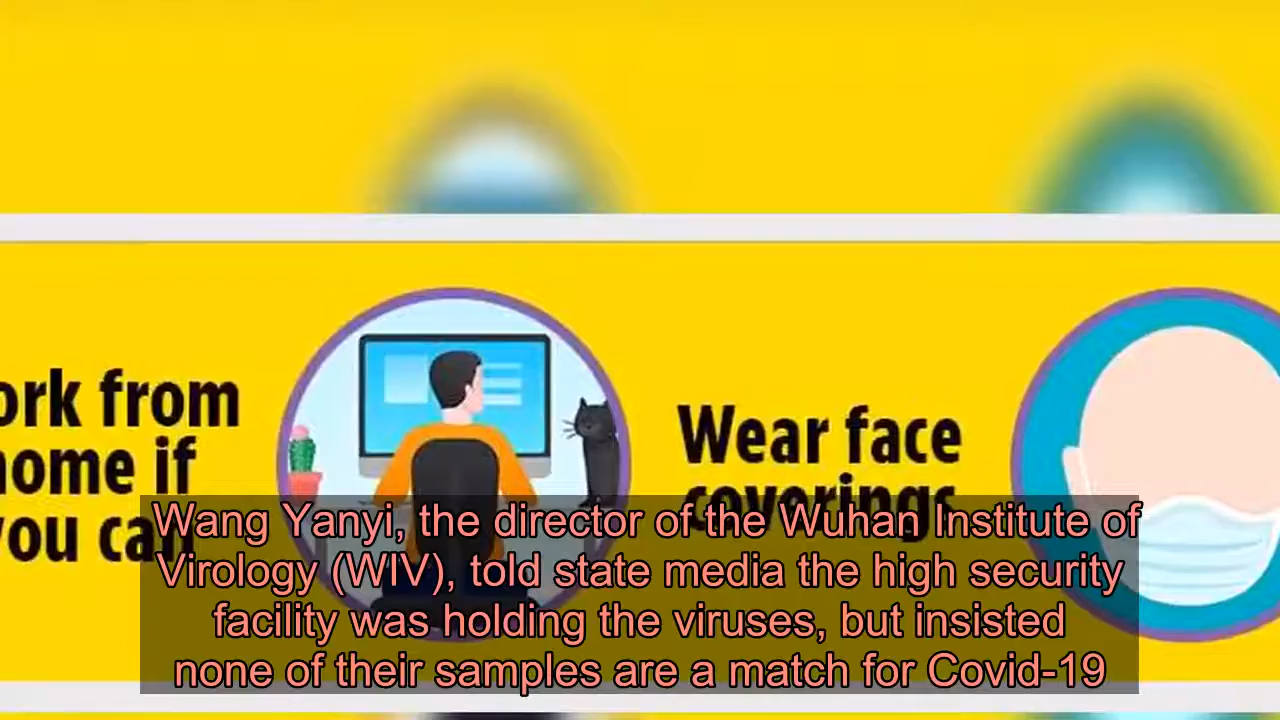 ork from
home if
you can
Wear face
coverings
Wang Yanyi, the director of the Wuhan Institute of
Virology (WIV), told state media the high security
facility was holding the viruses, but insisted
none of their samples are a match for Covid-19